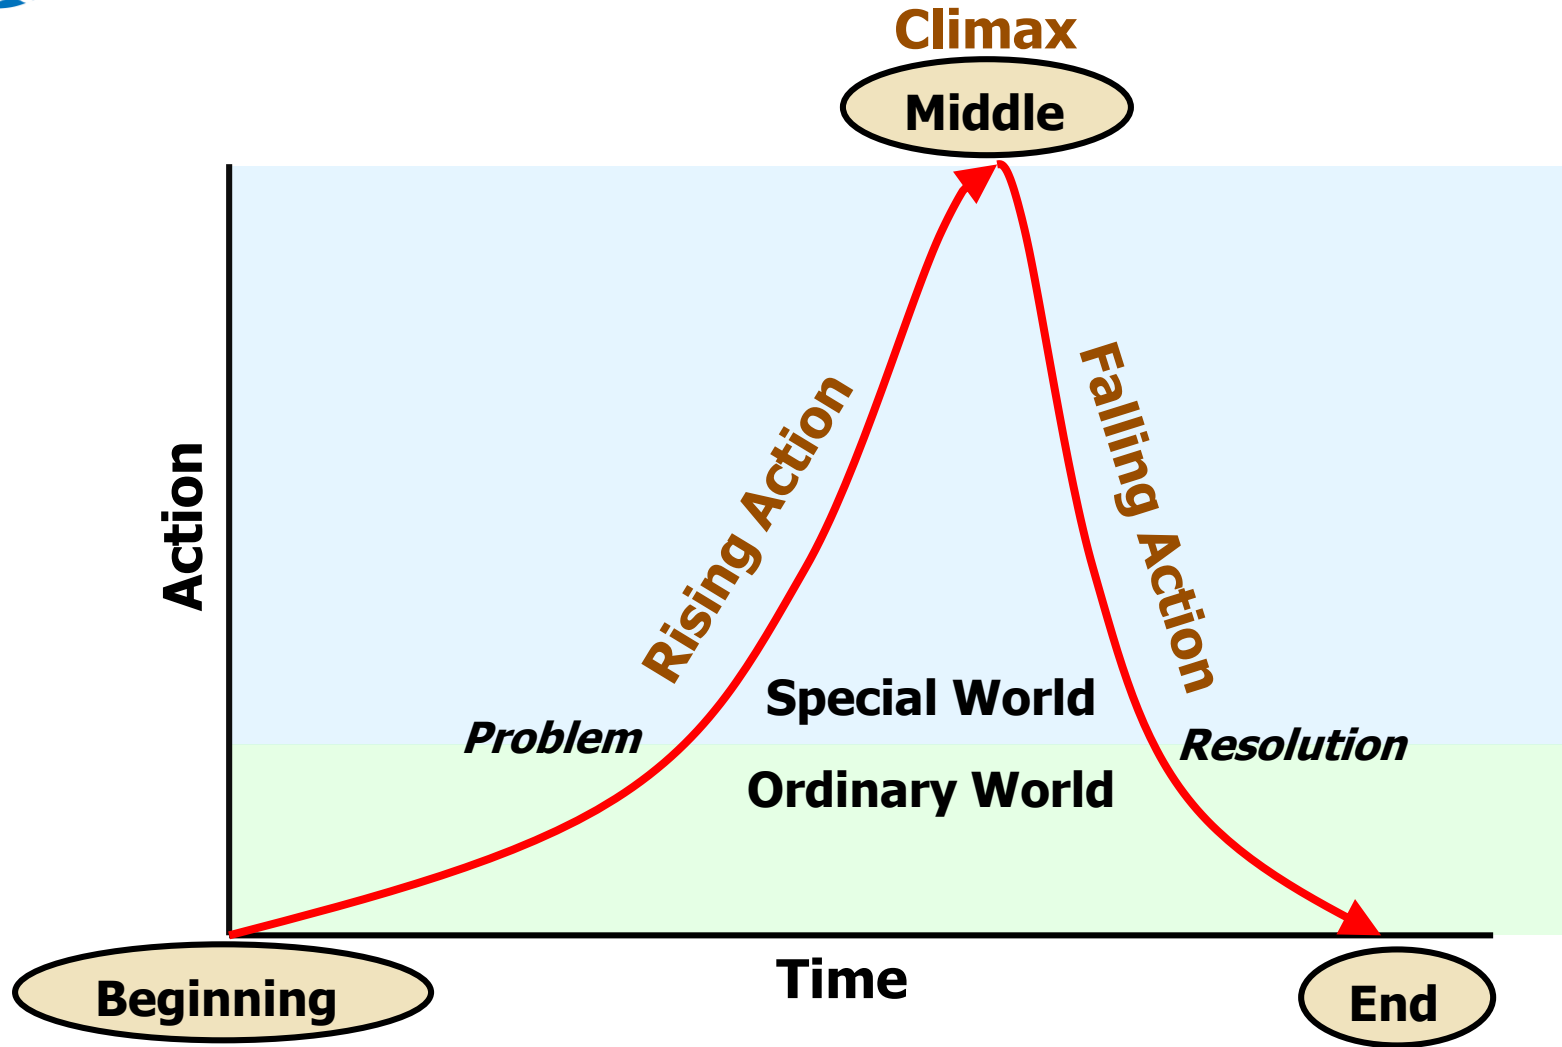 Climax
Middle
Action
Rising Action
Falling Action
Special World
Problem
Resolution
Ordinary World
Beginning
Time
End